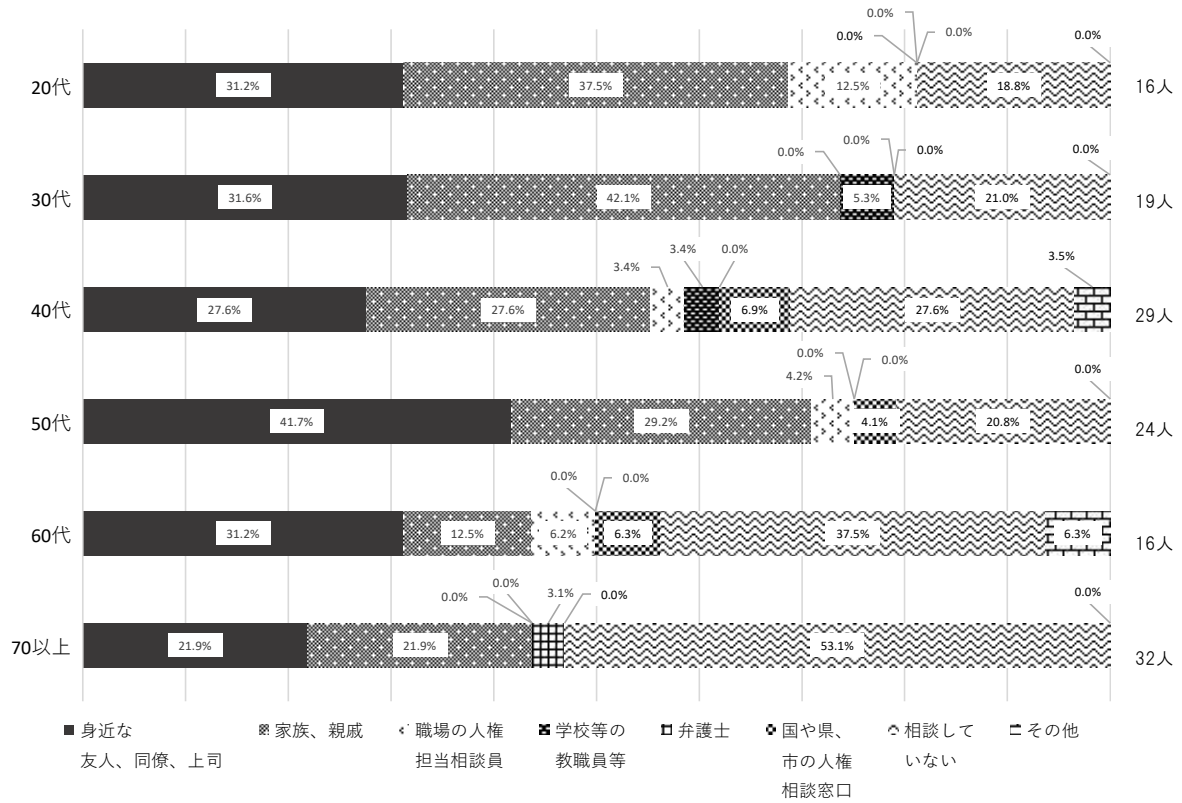 0.0%
0.0% 0.0% 0.0%
20代 31.2% 37.5% 12.5% 18.8% 16人
0.0% 0.0% 0.0% 0.0%
30代 31.6% 42.1% 5.3% 21.0% 19人
3.4% 3.4% 0.0% 3.5%
40代 27.6% 27.6% 6.9% 27.6% 29人
4.2% 0.0% 0.0% 0.0%
50代 41.7% 29.2% 4.1% 20.8% 24人
0.0% 0.0%
60代 31.2% 12.5% 6.2% 6.3% 37.5% 6.3% 16人
0.0% 0.0% 3.1% 0.0% 0.0%
70以上 21.9% 21.9% 53.1% 32人
身近な 家族、親戚 職場の人権 学校等の 弁護士 国や県、 相談して その他
友人、同僚、上司 担当相談員 教職員等 市の人権 いない
相談窓口